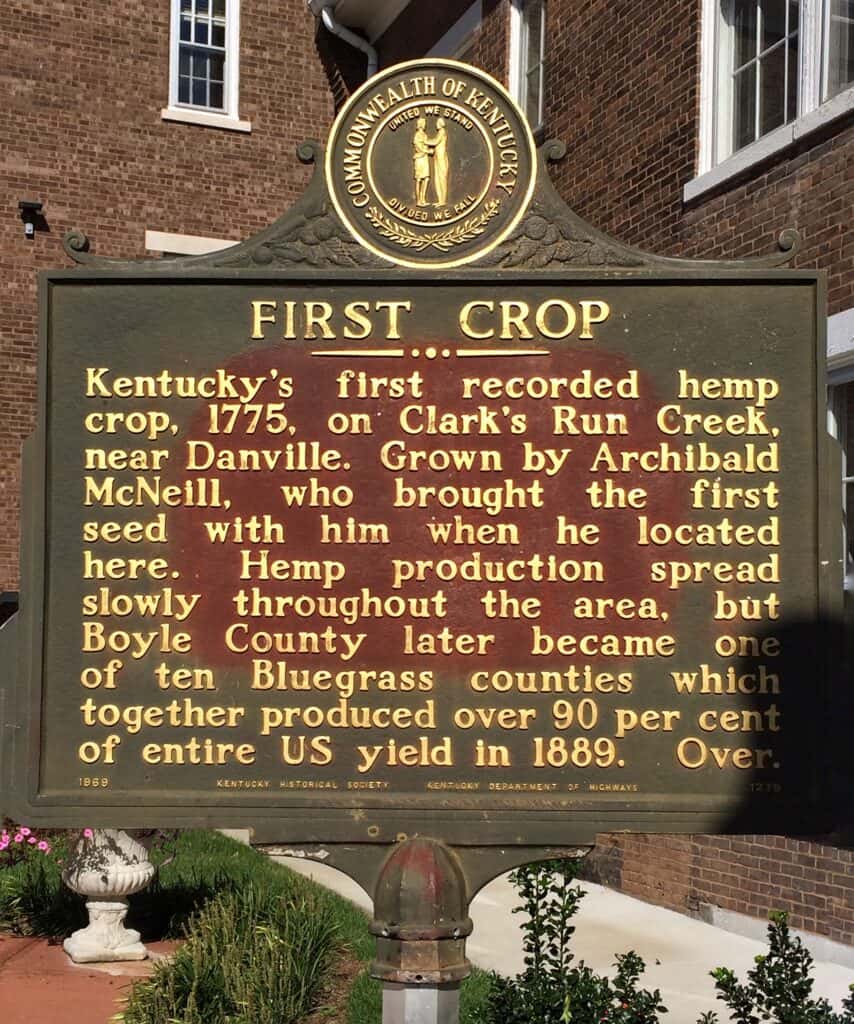 COMMONWEALTH OF KENTUCKY
UNITED WE STAND
DIVIDED WE FALL
FIRST CROP
Kentucky's first recorded hemp
crop, 1775, on Clark's Run Creek,
near Danville. Grown by Archibald
McNeill, who brought the first
seed with him when he located
here. Hemp production spread
slowly throughout the area, but
Boyle County later became one
of ten Bluegrass counties which
together produced over 90 per cent
of entire US yield in 1889. Over.
1969 KENTUCKY HISTORICAL SOCIETY KENTUCKY DEPARTMENT OF HIGHWAYS 1279